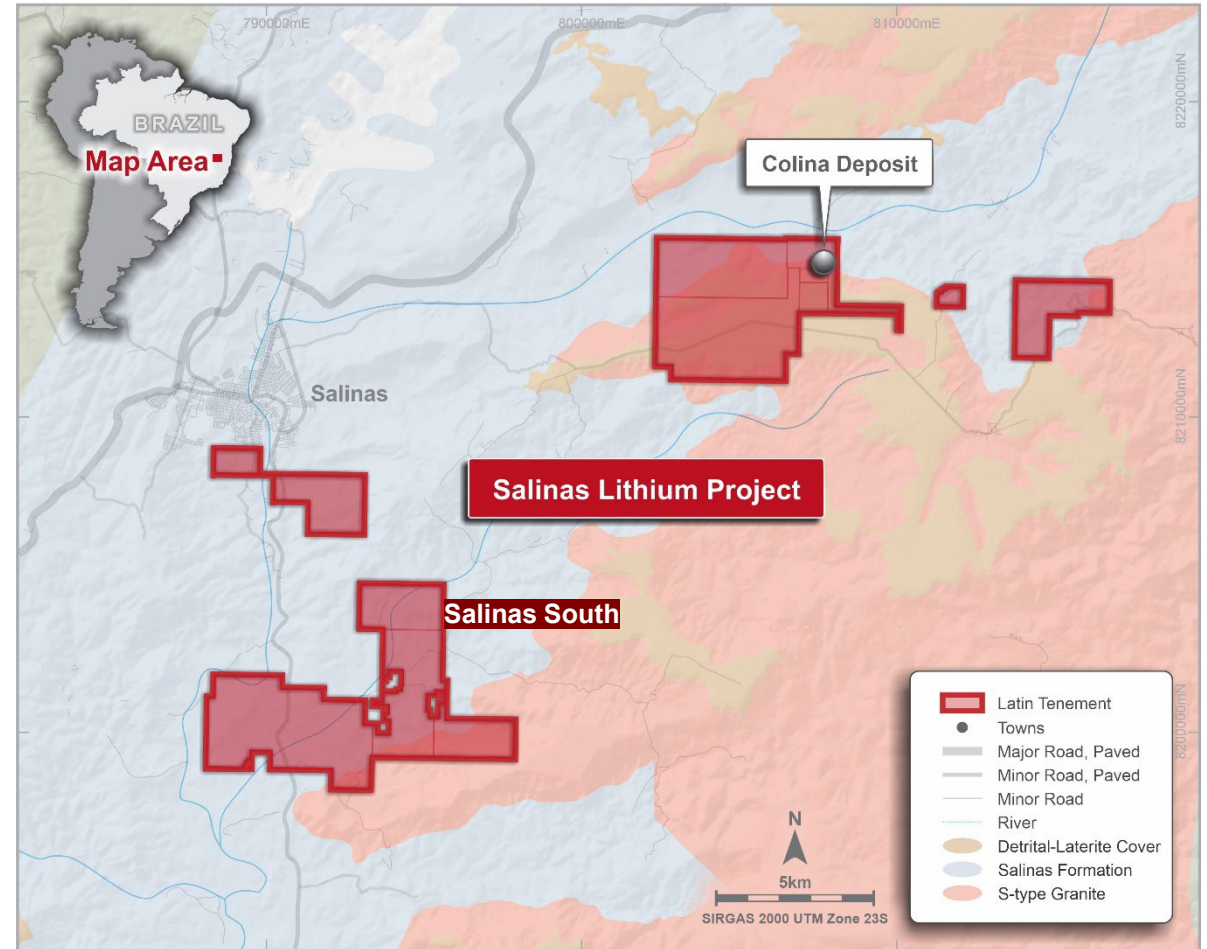 790000mE
800000mE
810000mE
BRAZIL
Map Area
8220000mN
Colina Deposit
Salinas
8210000mN
Salinas Lithium Project
Salinas South
8200000mN
Latin Tenement
Towns
Major Road, Paved
Minor Road, Paved
Minor Road
River
Detrital-Laterite Cover
Salinas Formation
S-type Granite
N
5km
SIRGAS 2000 UTM Zone 23S